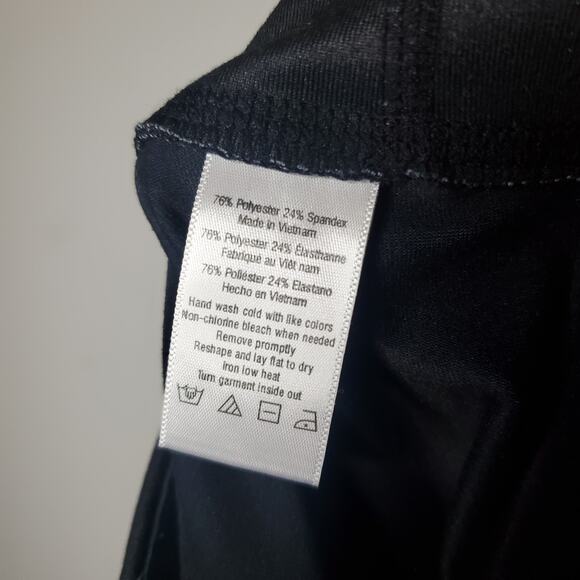 76% Polyester 24% Spandex
Made in Vietnam
76% Polyester 24% Élasthanne
Fabriqué au Việt nam
76% Poliéster 24% Elastano
Hecho en Vietnam
Hand wash cold with like colors
Non-chlorine bleach when needed
Remove promptly
Reshape and lay flat to dry
Iron low heat
Turn garment inside out